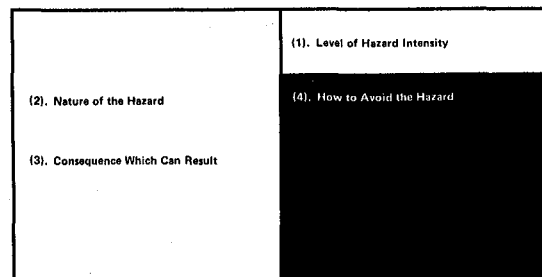 (1). Level of Hazard Intensity
(2). Nature of the Hazard
(4). How to Avoid the Hazard
(3). Consequence Which Can Result